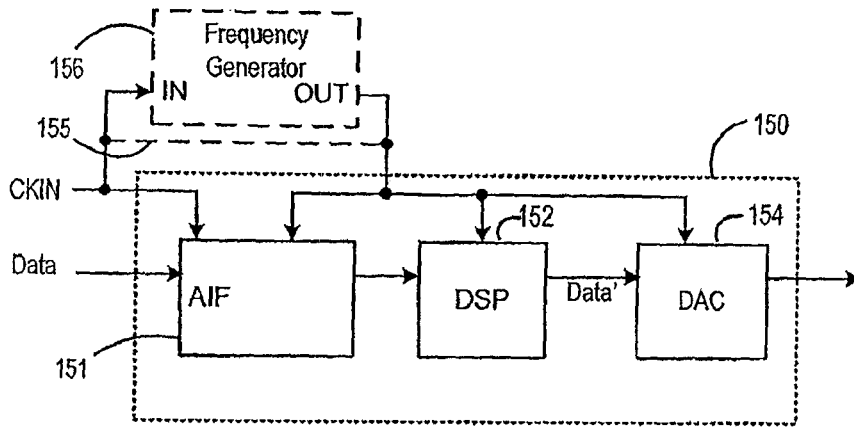 Frequency
Generator
156
IN
OUT
155
150
CKIN
152
154
Data
AIF
DSP
Data'
DAC
151